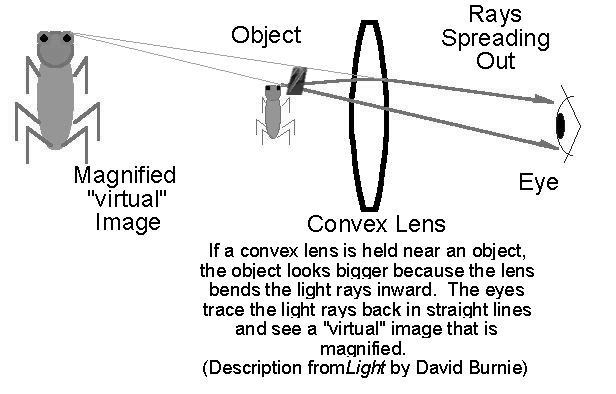 Rays
Spreading
Out
Object
Magnified
"virtual"
Image
Eye
Convex Lens
If a convex lens is held near an object,
the object looks bigger because the lens
bends the light rays inward. The eyes
trace the light rays back in straight lines
and see a "virtual" image that is
magnified.
(Description fromLight by David Burnie)